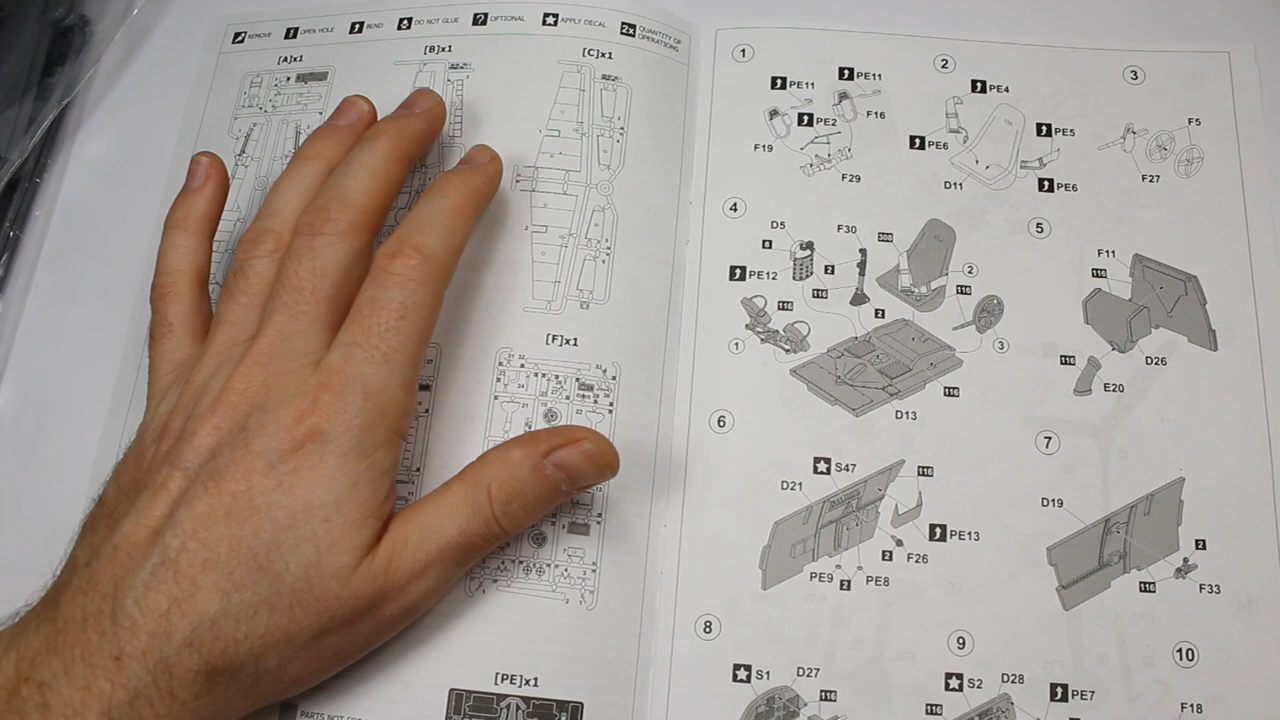 REMOVE
OPEN HOLE
BEND
DO NOT GLUE
? OPTIONAL
APPLY DECAL
2x QUANTITY OF
OPERATIONS
[A]x1
[B]x1
[C]x1
[F]x1
[PE]x1
PARTS NOT FOR
1
PE11
PE11
PE2
F16
F19
F29
2
PE4
PE6
PE5
D11
PE6
3
F5
F27
4
D5
8
PE12
F30
2
116
308
2
116
116
2
1
3
116
D13
5
F11
116
D26
116
E20
6
S47
D21
116
PE13
2
F26
PE9
2
PE8
7
D19
2
116
F33
8
S1
D27
116
9
S2
D28
PE7
116
10
F18